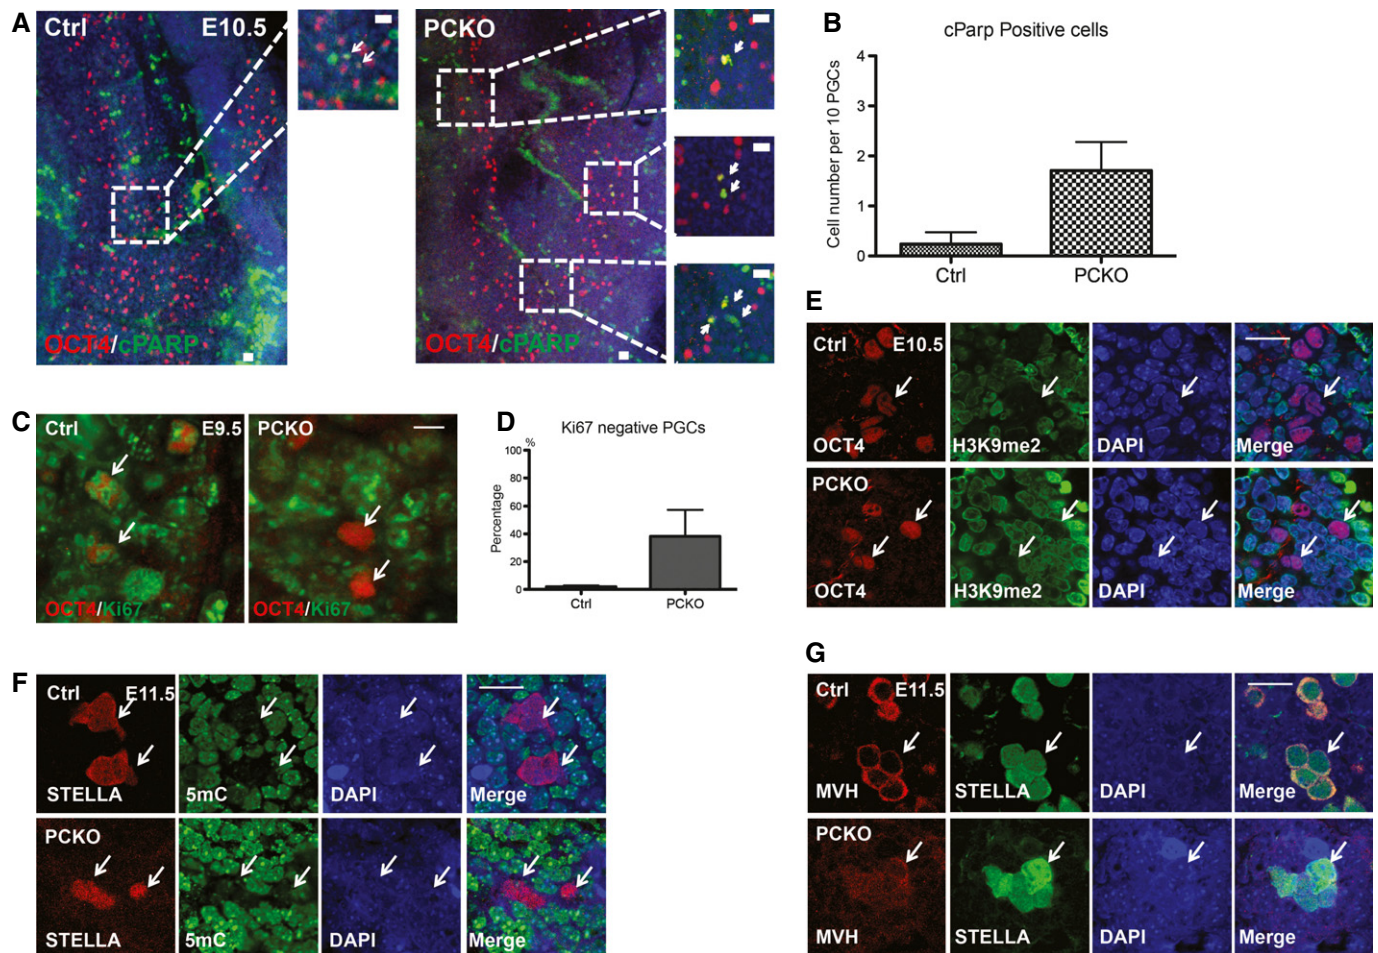 A
Ctrl E10.5
OCT4/cPARP
PCKO
OCT4/cPARP
B
cParp Positive cells
Cell number per 10 PGCs
4
3
2
1
0
Ctrl PCKO
C
Ctrl E9.5
OCT4/Ki67
PCKO
OCT4/Ki67
D
Ki67 negative PGCs
%
Percentage
100
80
60
40
20
0
Ctrl PCKO
E
Ctrl E10.5
OCT4 H3K9me2 DAPI Merge
PCKO
OCT4 H3K9me2 DAPI Merge
F
Ctrl E11.5
STELLA 5mC DAPI Merge
PCKO
STELLA 5mC DAPI Merge
G
Ctrl E11.5
MVH STELLA DAPI Merge
PCKO
MVH STELLA DAPI Merge